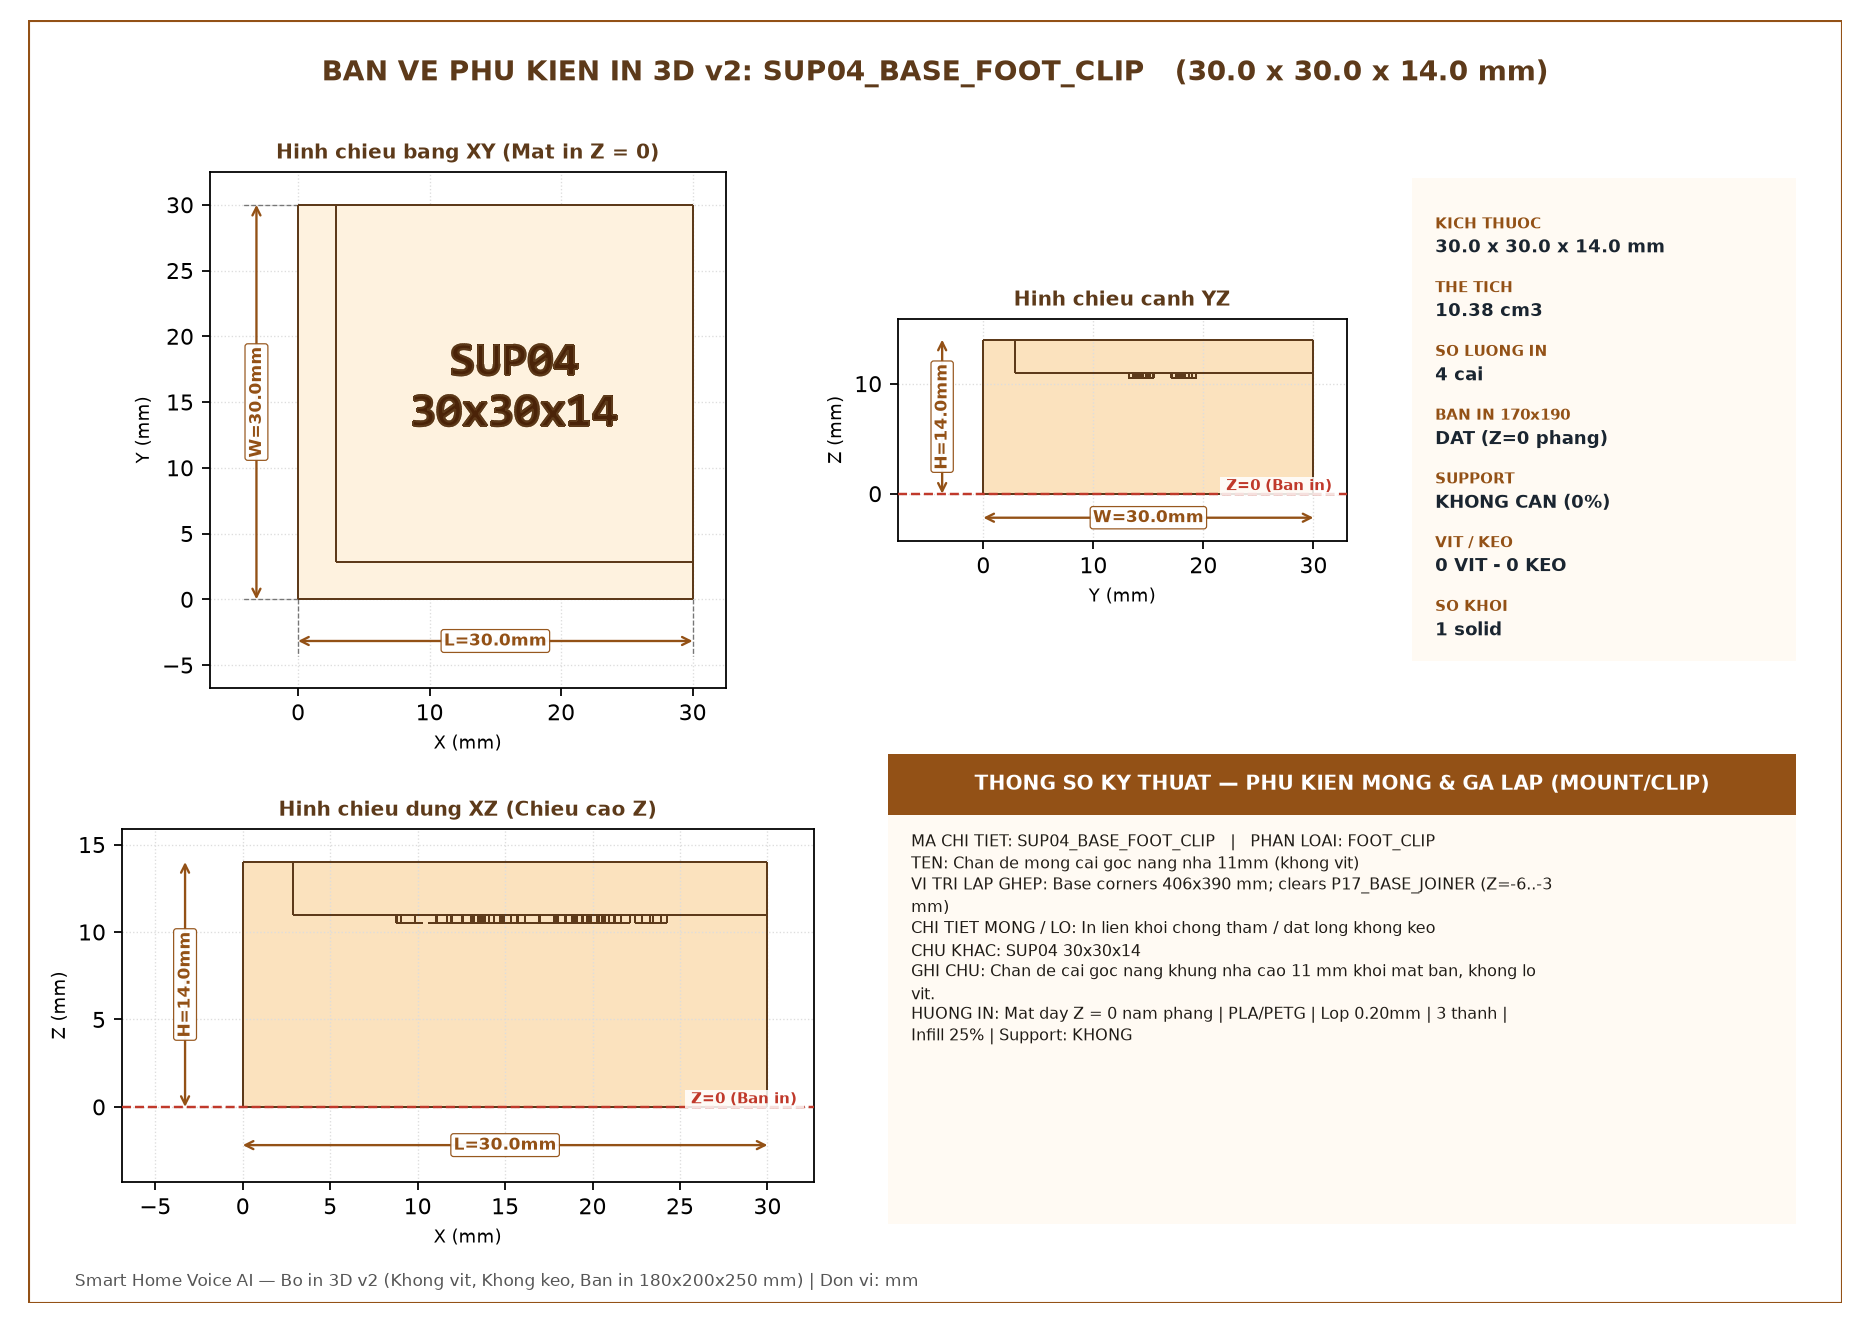 BAN VE PHU KIEN IN 3D v2: SUP04_BASE_FOOT_CLIP (30.0 x 30.0 x 14.0 mm)
Hinh chieu bang XY (Mat in Z = 0)
30
25
20
15
10
5
0
−5
Y (mm)
W=30.0mm
SUP04
30x30x14
L=30.0mm
0
10
20
30
X (mm)
Hinh chieu canh YZ
10
0
Z (mm)
H=14.0mm
Z=0 (Ban in)
W=30.0mm
0
10
20
30
Y (mm)
KICH THUOC
30.0 x 30.0 x 14.0 mm
THE TICH
10.38 cm3
SO LUONG IN
4 cai
BAN IN 170x190
DAT (Z=0 phang)
SUPPORT
KHONG CAN (0%)
VIT / KEO
0 VIT - 0 KEO
SO KHOI
1 solid
Hinh chieu dung XZ (Chieu cao Z)
15
10
5
0
Z (mm)
H=14.0mm
Z=0 (Ban in)
L=30.0mm
−5
0
5
10
15
20
25
30
X (mm)
THONG SO KY THUAT — PHU KIEN MONG & GA LAP (MOUNT/CLIP)
MA CHI TIET: SUP04_BASE_FOOT_CLIP | PHAN LOAI: FOOT_CLIP
TEN: Chan de mong cai goc nang nha 11mm (khong vit)
VI TRI LAP GHEP: Base corners 406x390 mm; clears P17_BASE_JOINER (Z=-6..-3
mm)
CHI TIET MONG / LO: In lien khoi chong tham / dat long khong keo
CHU KHAC: SUP04 30x30x14
GHI CHU: Chan de cai goc nang khung nha cao 11 mm khoi mat ban, khong lo
vit.
HUONG IN: Mat day Z = 0 nam phang | PLA/PETG | Lop 0.20mm | 3 thanh |
Infill 25% | Support: KHONG
Smart Home Voice AI — Bo in 3D v2 (Khong vit, Khong keo, Ban in 180x200x250 mm) | Don vi: mm